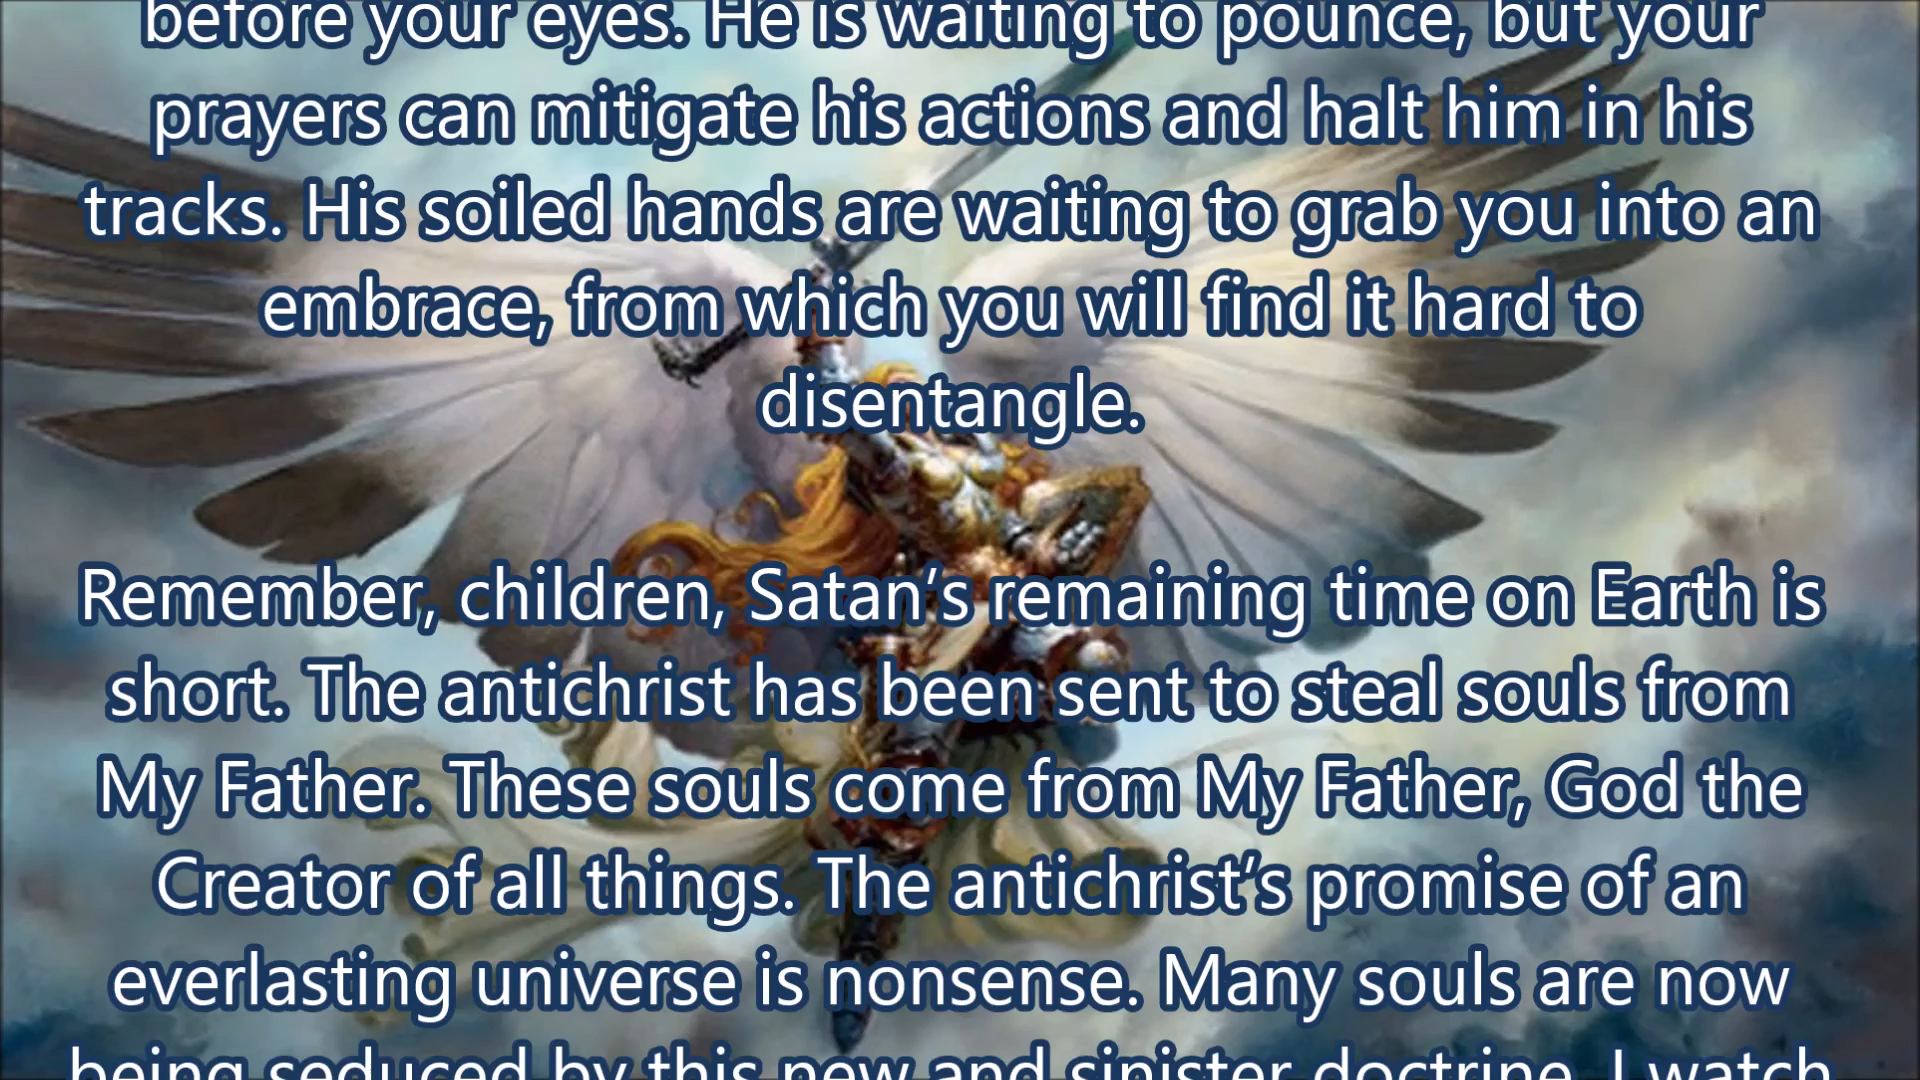 before your eyes. He is waiting to pounce, but your
prayers can mitigate his actions and halt him in his
tracks. His soiled hands are waiting to grab you into an
embrace, from which you will find it hard to
disentangle.
Remember, children, Satan’s remaining time on Earth is
short. The antichrist has been sent to steal souls from
My Father. These souls come from My Father, God the
Creator of all things. The antichrist’s promise of an
everlasting universe is nonsense. Many souls are now
being seduced by this new and sinister doctrine. I watch